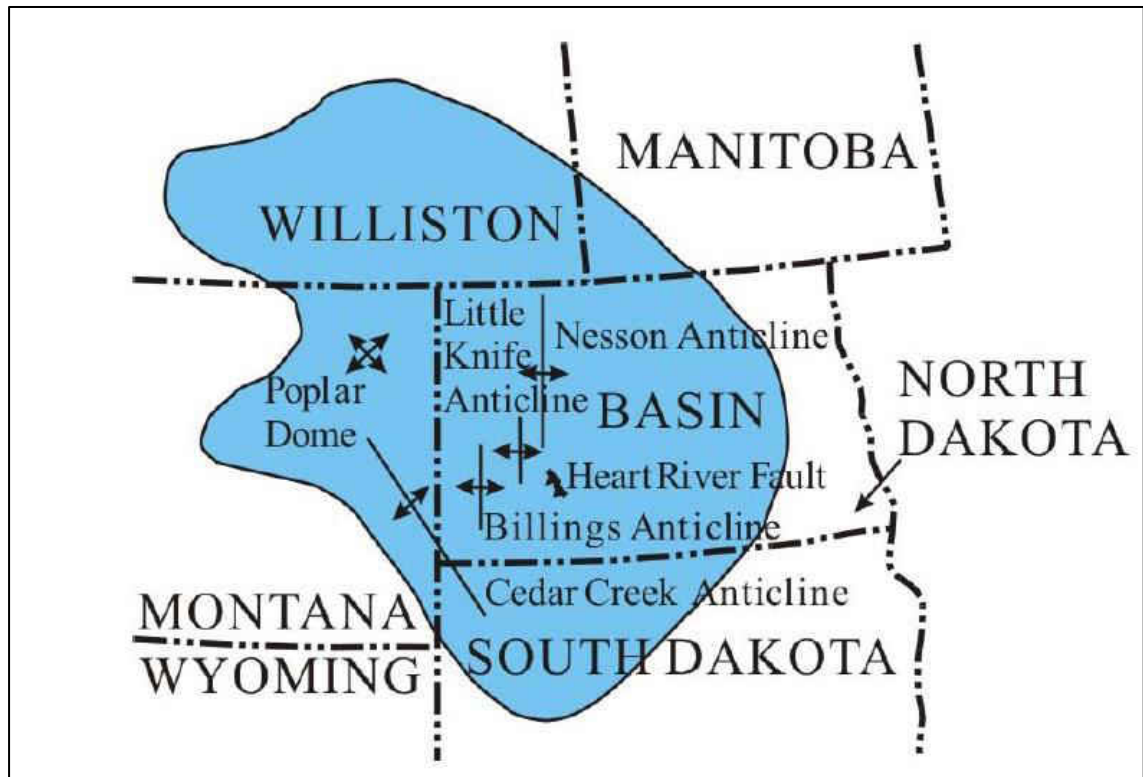 MANITOBA
WILLISTON
Little
Knife
Anticline
Nesson Anticline
Poplar
Dome
BASIN
NORTH
DAKOTA
Heart River Fault
Billings Anticline
Cedar Creek Anticline
MONTANA
WYOMING
SOUTH DAKOTA